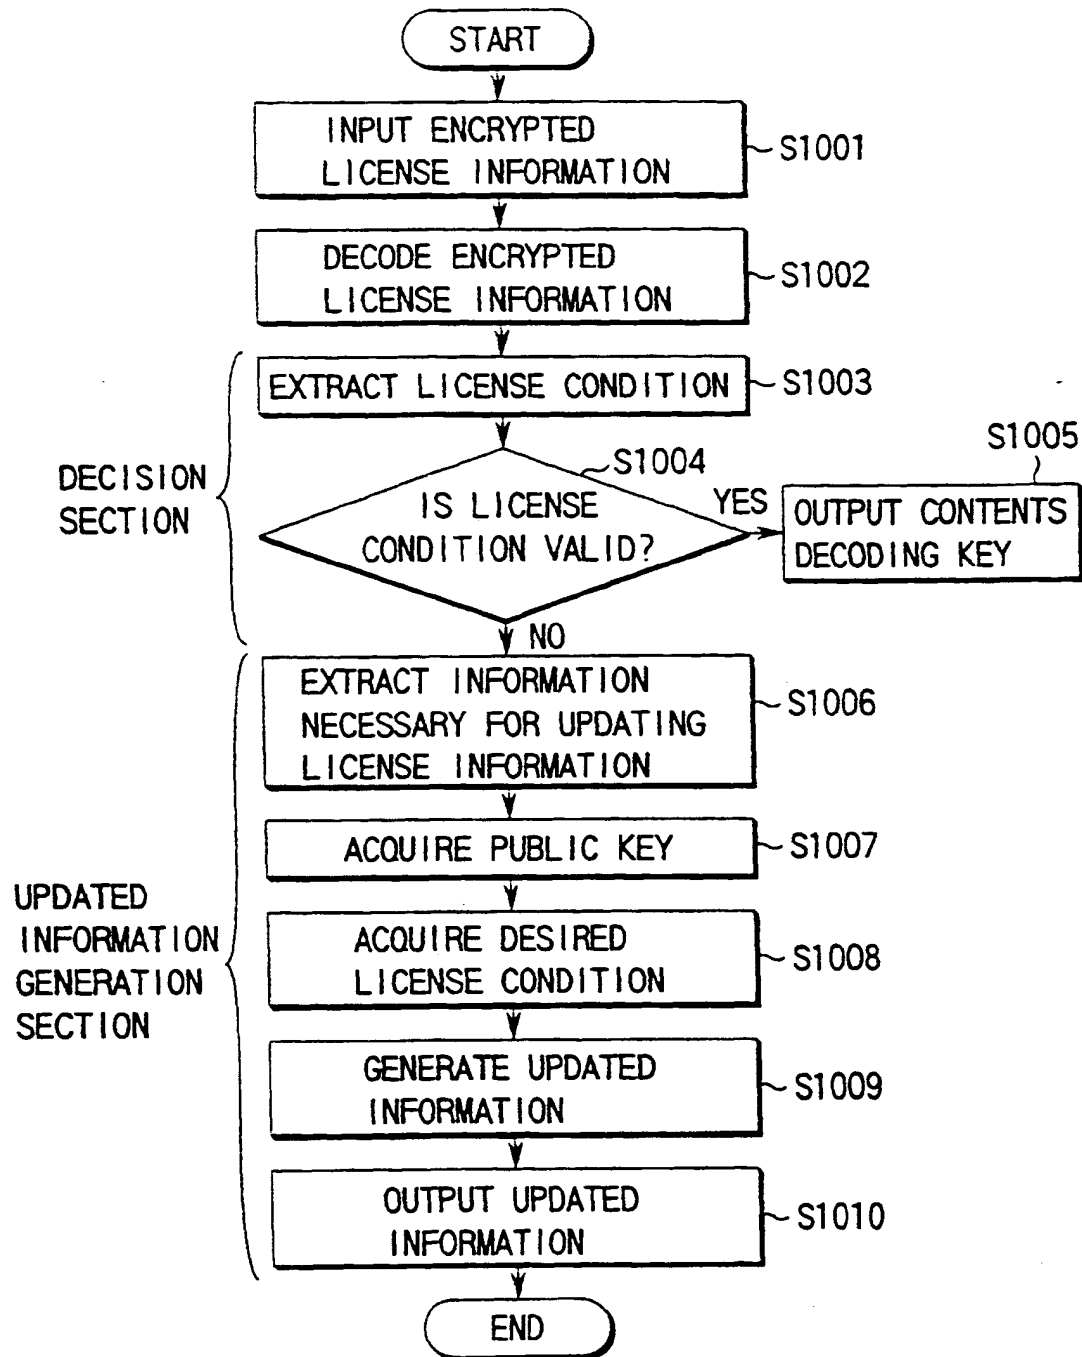 START
INPUT ENCRYPTED
LICENSE INFORMATION
S1001
DECODE ENCRYPTED
LICENSE INFORMATION
S1002
EXTRACT LICENSE CONDITION
S1003
DECISION
SECTION
S1004
IS LICENSE
CONDITION VALID?
YES
S1005
OUTPUT CONTENTS
DECODING KEY
NO
EXTRACT INFORMATION
NECESSARY FOR UPDATING
LICENSE INFORMATION
S1006
ACQUIRE PUBLIC KEY
S1007
UPDATED
INFORMATION
GENERATION
SECTION
ACQUIRE DESIRED
LICENSE CONDITION
S1008
GENERATE UPDATED
INFORMATION
S1009
OUTPUT UPDATED
INFORMATION
S1010
END